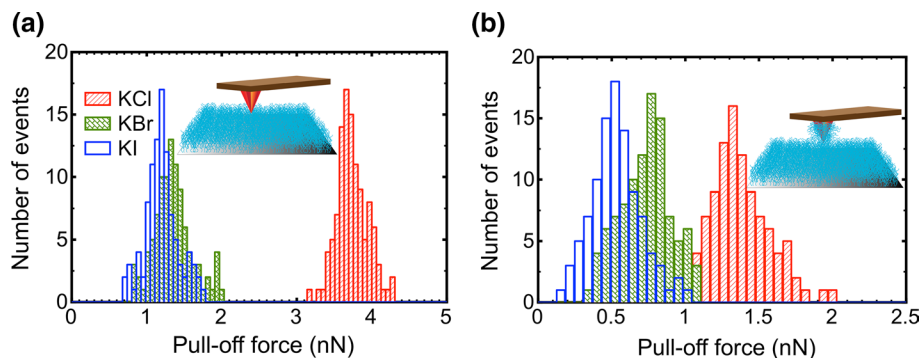 (a)
20
15
10
5
0
Number of events
KCl
KBr
KI
0 1 2 3 4 5
Pull-off force (nN)
(b)
20
15
10
5
0
Number of events
0 0.5 1 1.5 2 2.5
Pull-off force (nN)